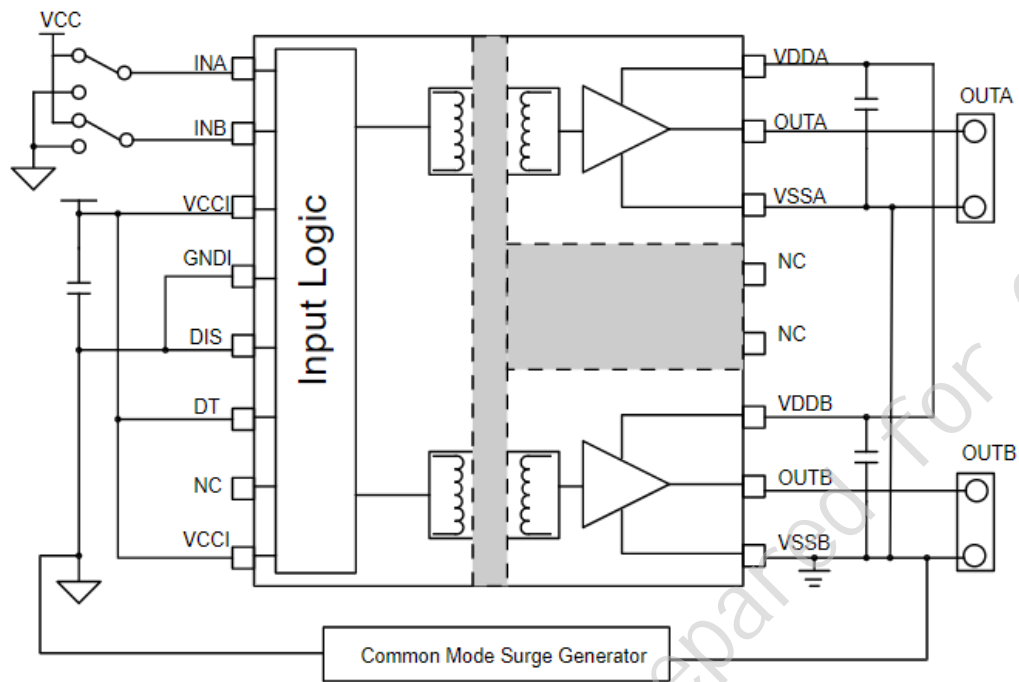 VCC
INA
INB
VCCI
GNDI
DIS
DT
NC
VCCI
Input Logic
VDDA
OUTA
VSSA
NC
NC
VDDB
OUTB
VSSB
OUTA
OUTB
Common Mode Surge Generator
for